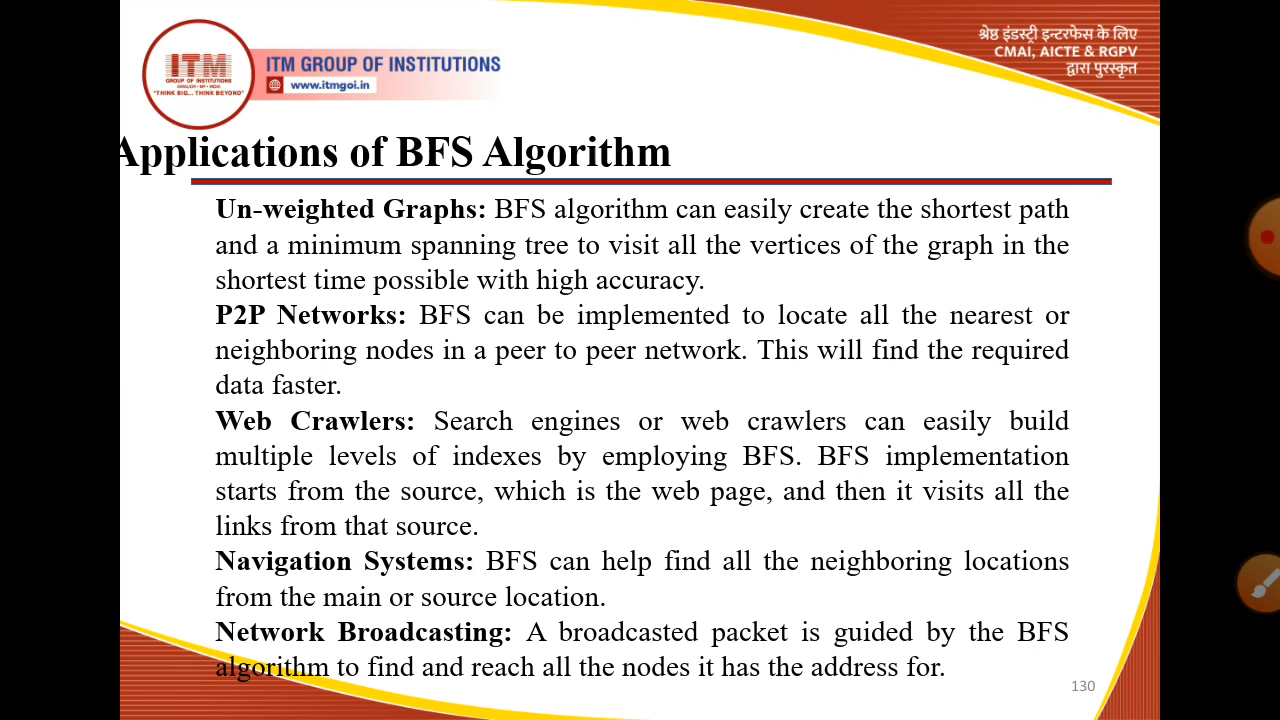 श्रेष्ठ इंडस्ट्री इन्टरफेस के लिए
CMAI, AICTE & RGPV
द्वारा पुरस्कृत
ITM
GROUP OF INSTITUTIONS
GWALIOR • MP • INDIA
"THINK BIG... THINK BEYOND"
ITM GROUP OF INSTITUTIONS
www.itmgoi.in
Applications of BFS Algorithm
Un-weighted Graphs: BFS algorithm can easily create the shortest path
and a minimum spanning tree to visit all the vertices of the graph in the
shortest time possible with high accuracy.
P2P Networks: BFS can be implemented to locate all the nearest or
neighboring nodes in a peer to peer network. This will find the required
data faster.
Web Crawlers: Search engines or web crawlers can easily build
multiple levels of indexes by employing BFS. BFS implementation
starts from the source, which is the web page, and then it visits all the
links from that source.
Navigation Systems: BFS can help find all the neighboring locations
from the main or source location.
Network Broadcasting: A broadcasted packet is guided by the BFS
algorithm to find and reach all the nodes it has the address for.
130